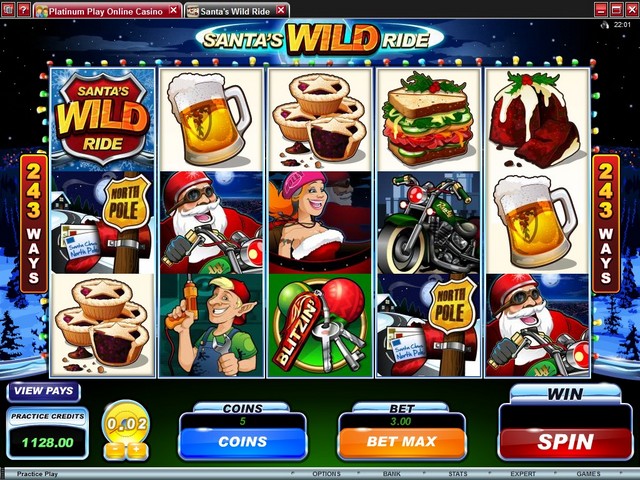 Platinum Play Online Casino
Santa's Wild Ride
22:01
SANTA'S WILD RIDE
SANTA'S
WILD
RIDE
243 WAYS
243 WAYS
NORTH
POLE
Santa Claus
North Pole
BLITZIN'
NORTH
POLE
Santa Claus
North Pole
VIEW PAYS
PRACTICE CREDITS
1128.00
0.02
COINS
5
COINS
BET
3.00
BET MAX
WIN
SPIN
Practice Play
OPTIONS
BANK
STATS
EXPERT
GAMES